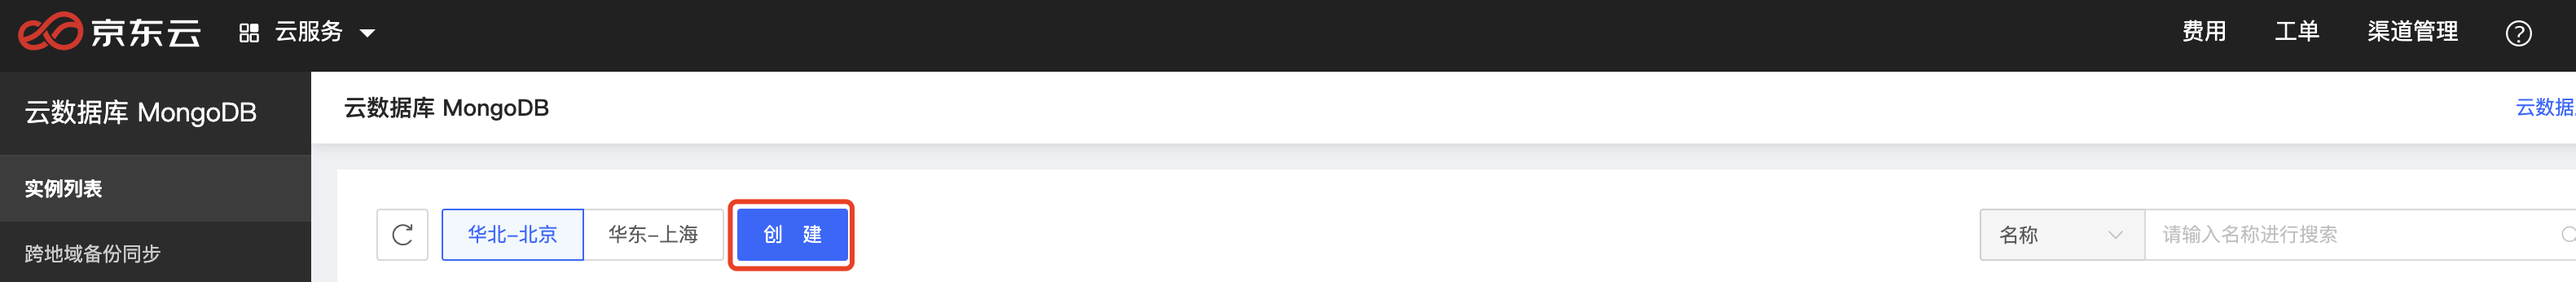 京东云 云服务 费用 工单 渠道管理 ?
云数据库 MongoDB
云数据库 MongoDB 云数据
实例列表
华北-北京 华东-上海 创 建 名称 请输入名称进行搜索
跨地域备份同步